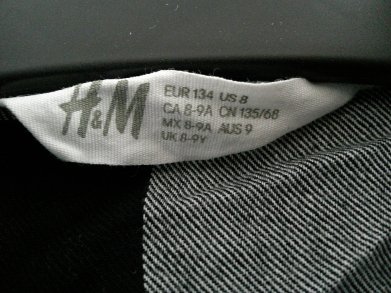 H&M
EUR 134 US 8
CA 8-9A CN 135/68
MX 8-9A AUS 9
UK 8-9Y